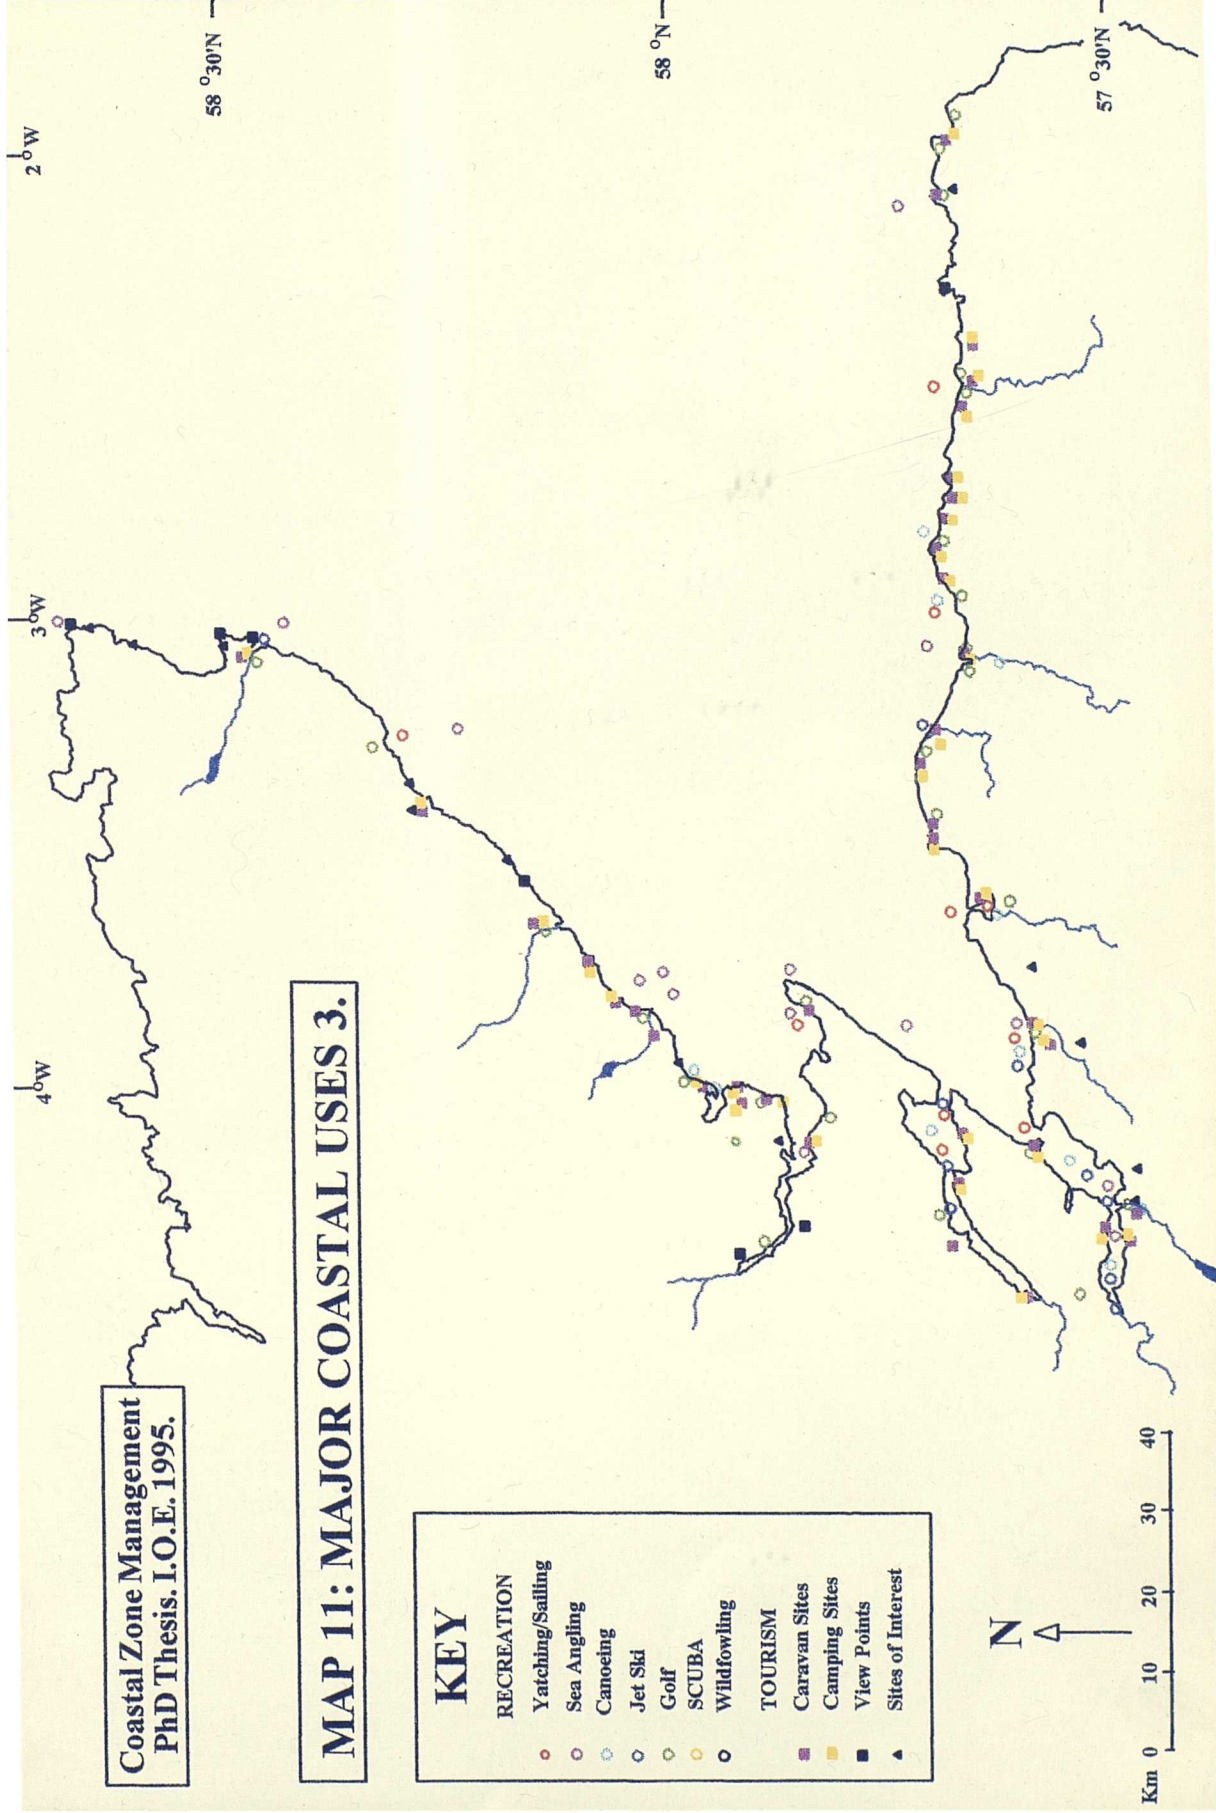 Coastal Zone Management
PhD Thesis. I.O.E. 1995.
MAP 11: MAJOR COASTAL USES 3.
4°W
3°W
2°W
58°30'N
58°N
57°30'N
KEY
RECREATION
Yatching/Sailing
Sea Angling
Canoeing
Jet Ski
Golf
SCUBA
Wildfowling
TOURISM
Caravan Sites
Camping Sites
View Points
Sites of Interest
N
Km 0 10 20 30 40